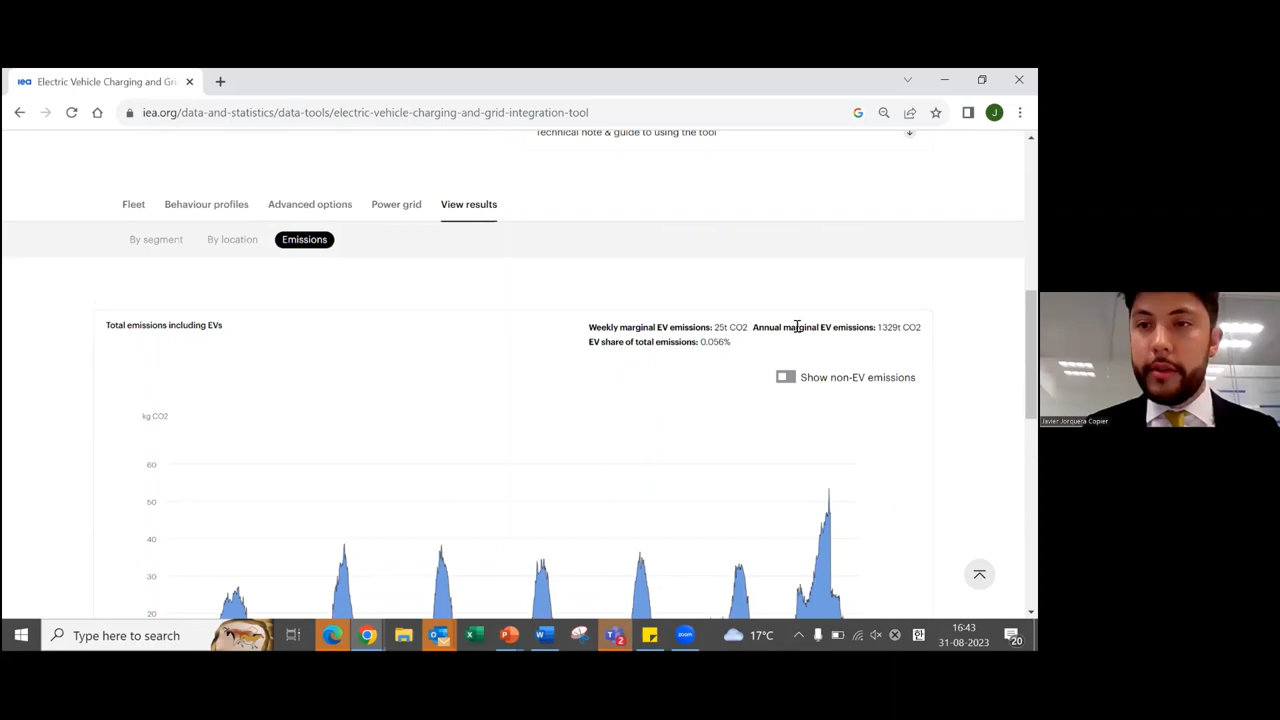 iea Electric Vehicle Charging and Gri
iea.org/data-and-statistics/data-tools/electric-vehicle-charging-and-grid-integration-tool
J
Technical note & guide to using the tool
Fleet Behaviour profiles Advanced options Power grid View results
By segment By location Emissions
Total emissions including EVs
Weekly marginal EV emissions: 25t CO2 Annual marginal EV emissions: 1329t CO2
EV share of total emissions: 0.056%
Show non-EV emissions
kg CO2
60
50
40
30
20
Javier Jorquera Copier
Type here to search
zoom
2
17°C
한
16:43
31-08-2023
20